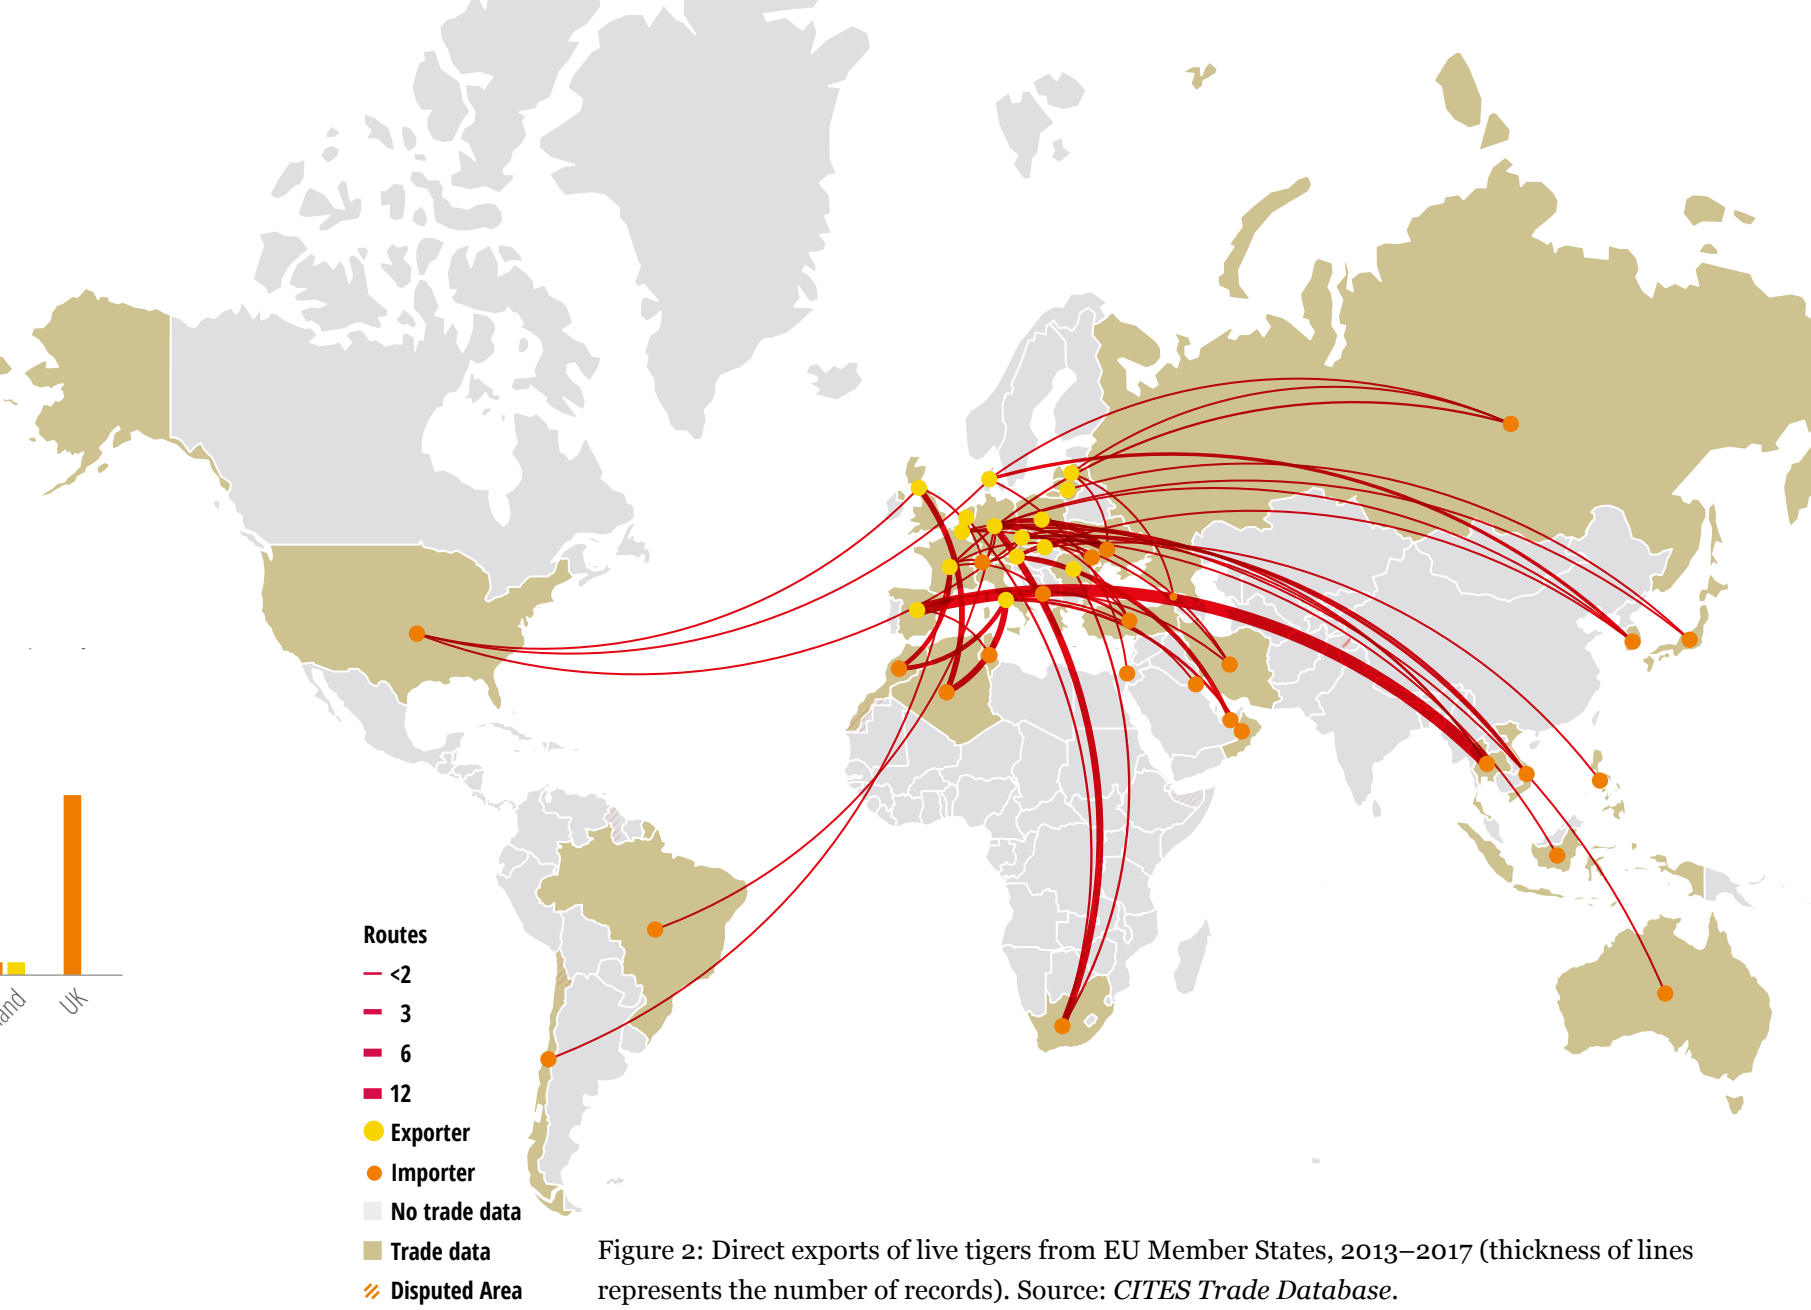 and
UK
Routes
<2
3
6
12
Exporter
Importer
No trade data
Trade data
Disputed Area
Figure 2: Direct exports of live tigers from EU Member States, 2013–2017 (thickness of lines
represents the number of records). Source: CITES Trade Database.